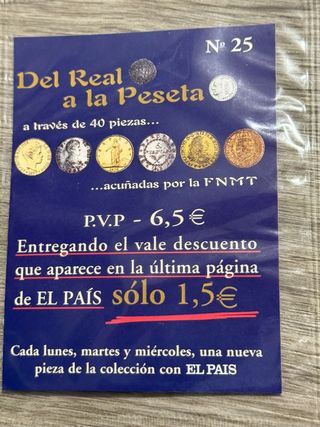 Nº 25
Del Real
a la Peseta
a través de 40 piezas...
...acuñadas por la FNMT
P.V.P - 6,5€
Entregando el vale descuento
que aparece en la última página
de EL PAÍS sólo 1,5€
Cada lunes, martes y miércoles, una nueva
pieza de la colección con EL PAIS